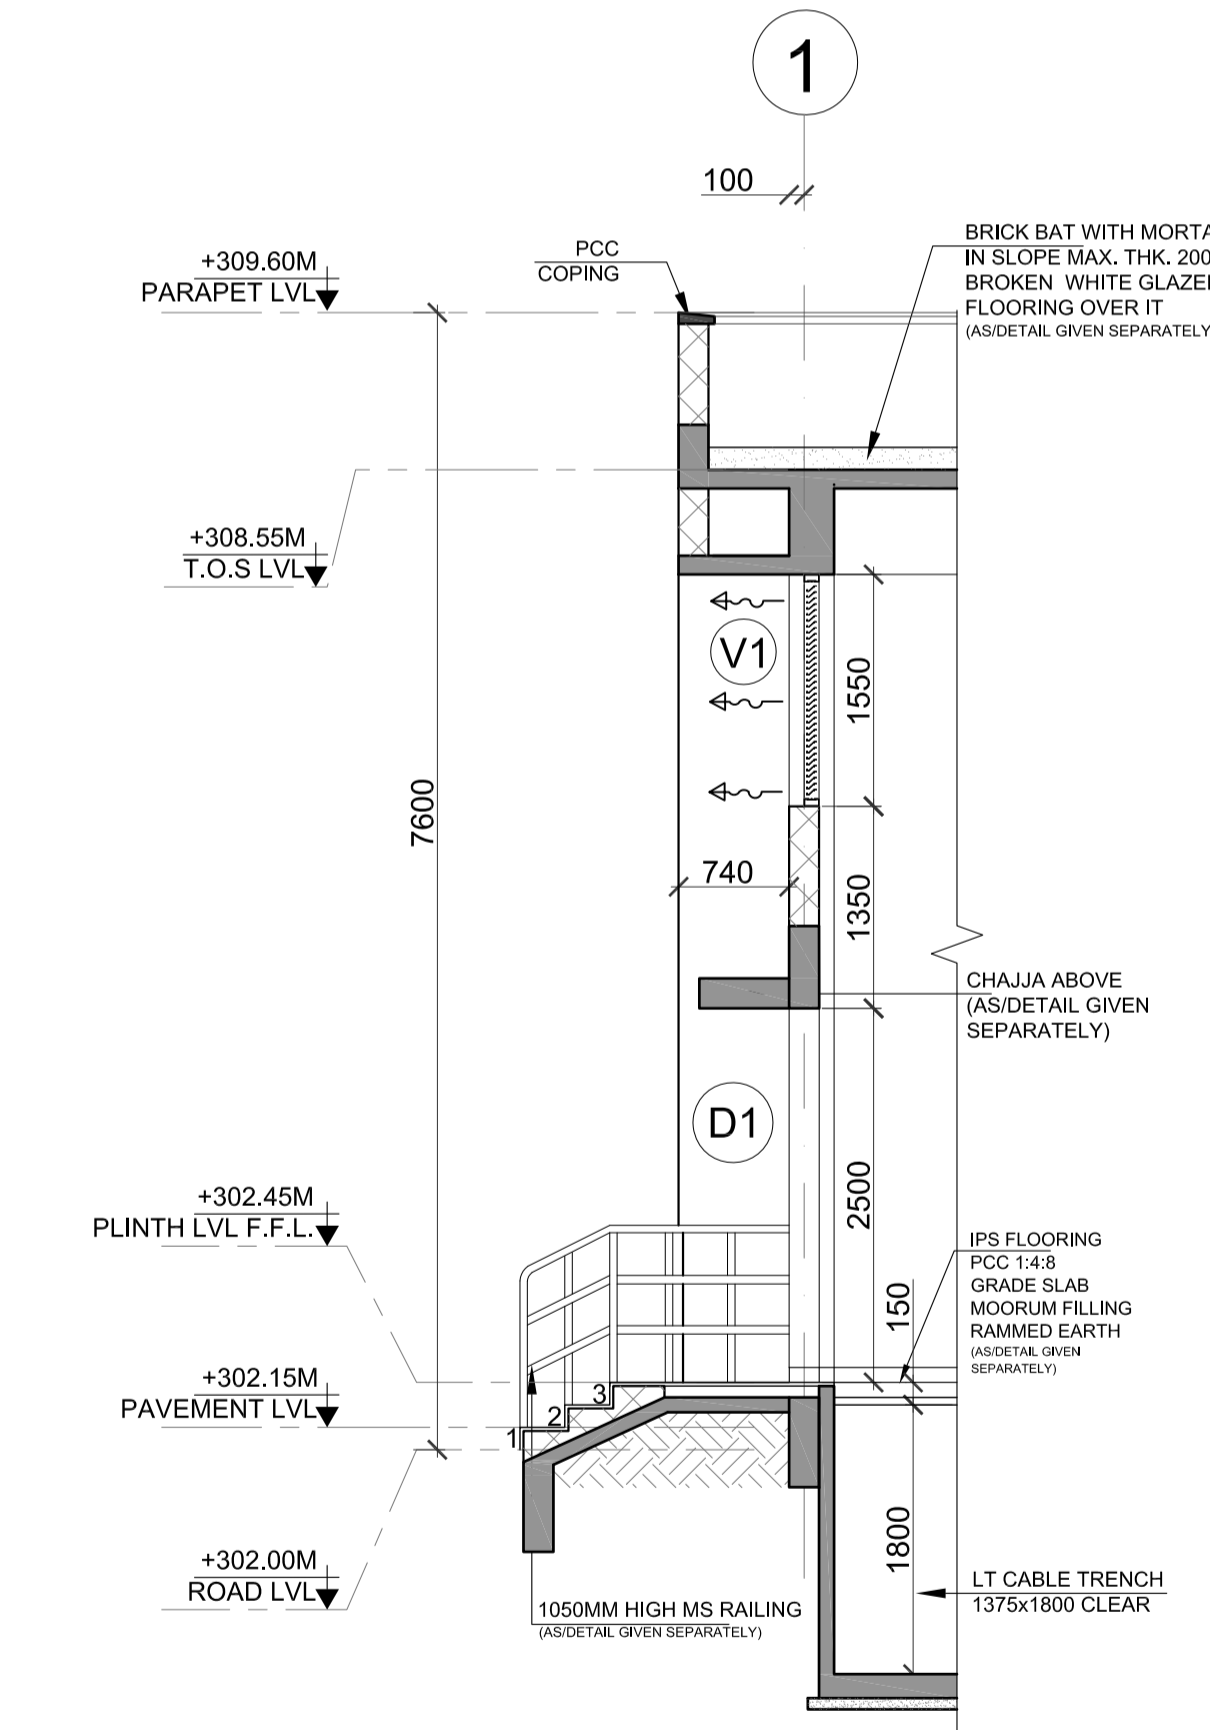 1
100
+309.60M
PARAPET LVL
PCC
COPING
BRICK BAT WITH MORTA
IN SLOPE MAX. THK. 200
BROKEN WHITE GLAZE
FLOORING OVER IT
(AS/DETAIL GIVEN SEPARATELY
+308.55M
T.O.S LVL
V1
1550
7600
740
1350
CHAJJA ABOVE
(AS/DETAIL GIVEN
SEPARATELY)
D1
2500
+302.45M
PLINTH LVL F.F.L.
IPS FLOORING
PCC 1:4:8
GRADE SLAB
MOORUM FILLING
RAMMED EARTH
(AS/DETAIL GIVEN
SEPARATELY)
150
+302.15M
PAVEMENT LVL
3
2
1
1800
+302.00M
ROAD LVL
LT CABLE TRENCH
1375x1800 CLEAR
1050MM HIGH MS RAILING
(AS/DETAIL GIVEN SEPARATELY)